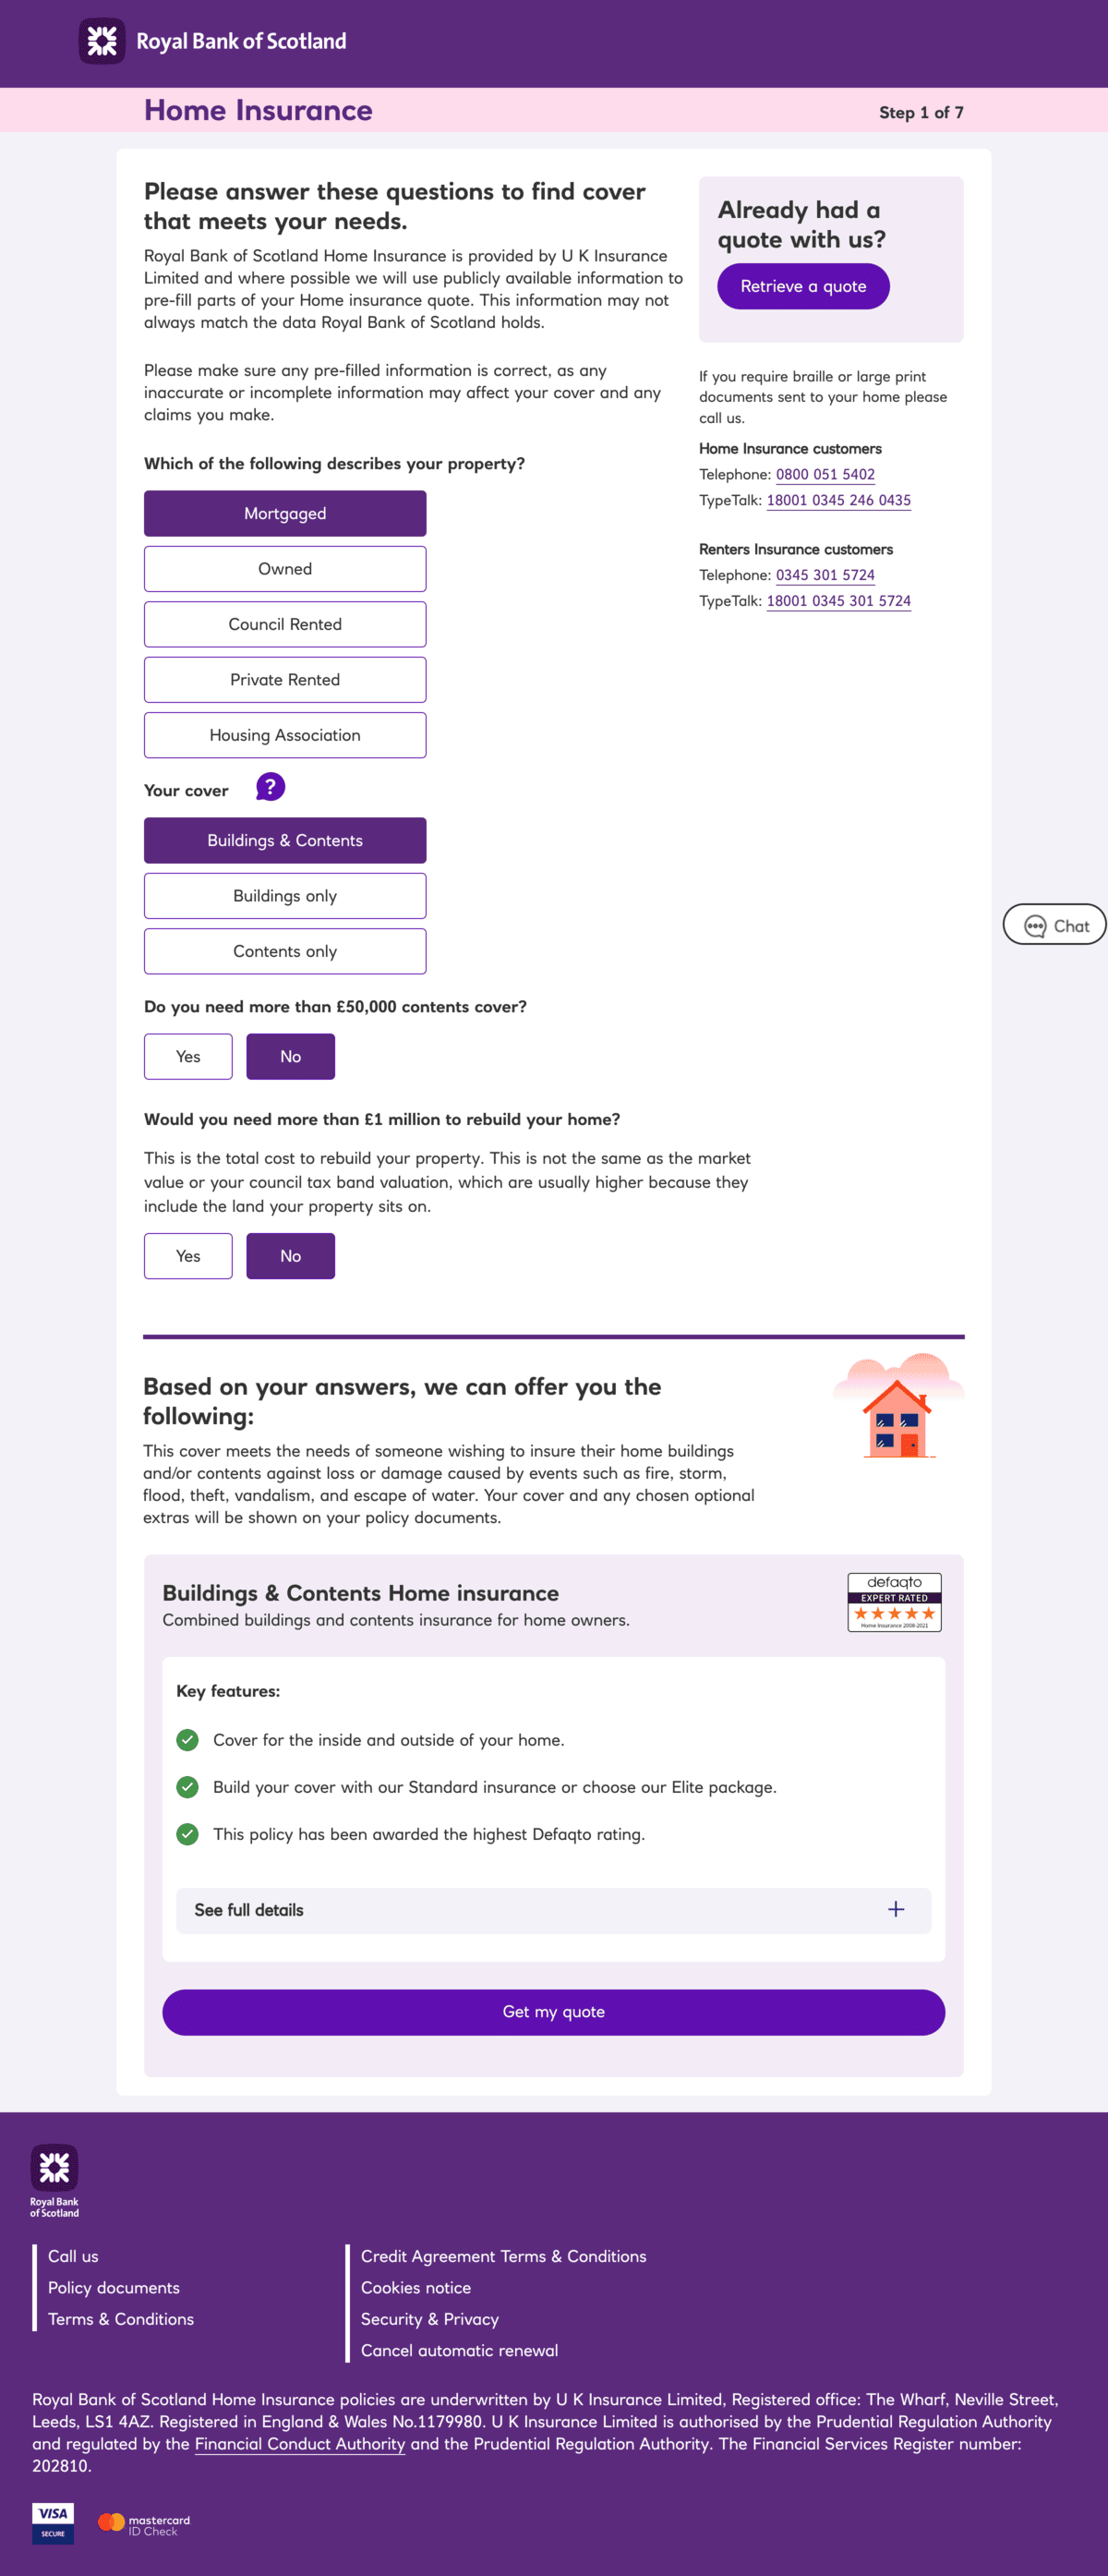 Royal Bank of Scotland
Home Insurance
Step 1 of 7
Please answer these questions to find cover
that meets your needs.
Royal Bank of Scotland Home Insurance is provided by U K Insurance
Limited and where possible we will use publicly available information to
pre-fill parts of your Home insurance quote. This information may not
always match the data Royal Bank of Scotland holds.
Please make sure any pre-filled information is correct, as any
inaccurate or incomplete information may affect your cover and any
claims you make.
Already had a
quote with us?
Retrieve a quote
If you require braille or large print
documents sent to your home please
call us.
Home Insurance customers
Telephone: 0800 051 5402
TypeTalk: 18001 0345 246 0435
Renters Insurance customers
Telephone: 0345 301 5724
TypeTalk: 18001 0345 301 5724
Which of the following describes your property?
Mortgaged
Owned
Council Rented
Private Rented
Housing Association
Your cover
?
Buildings & Contents
Buildings only
Contents only
Chat
Do you need more than £50,000 contents cover?
Yes
No
Would you need more than £1 million to rebuild your home?
This is the total cost to rebuild your property. This is not the same as the market
value or your council tax band valuation, which are usually higher because they
include the land your property sits on.
Yes
No
Based on your answers, we can offer you the
following:
This cover meets the needs of someone wishing to insure their home buildings
and/or contents against loss or damage caused by events such as fire, storm,
flood, theft, vandalism, and escape of water. Your cover and any chosen optional
extras will be shown on your policy documents.
Buildings & Contents Home insurance
Combined buildings and contents insurance for home owners.
defaqto
EXPERT RATED
Home Insurance 2008-2021
Key features:
Cover for the inside and outside of your home.
Build your cover with our Standard insurance or choose our Elite package.
This policy has been awarded the highest Defaqto rating.
See full details
Get my quote
Royal Bank
of Scotland
Call us
Policy documents
Terms & Conditions
Credit Agreement Terms & Conditions
Cookies notice
Security & Privacy
Cancel automatic renewal
Royal Bank of Scotland Home Insurance policies are underwritten by U K Insurance Limited, Registered office: The Wharf, Neville Street,
Leeds, LS1 4AZ. Registered in England & Wales No.1179980. U K Insurance Limited is authorised by the Prudential Regulation Authority
and regulated by the Financial Conduct Authority and the Prudential Regulation Authority. The Financial Services Register number:
202810.
VISA
SECURE
mastercard
ID Check